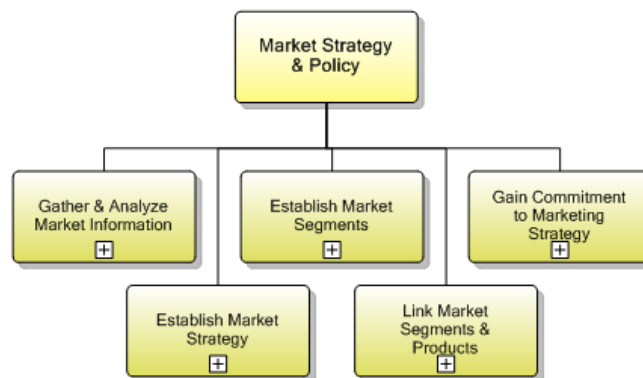 Market Strategy
& Policy
Gather & Analyze
Market Information
Establish Market
Segments
Gain Commitment
to Marketing
Strategy
Establish Market
Strategy
Link Market
Segments &
Products